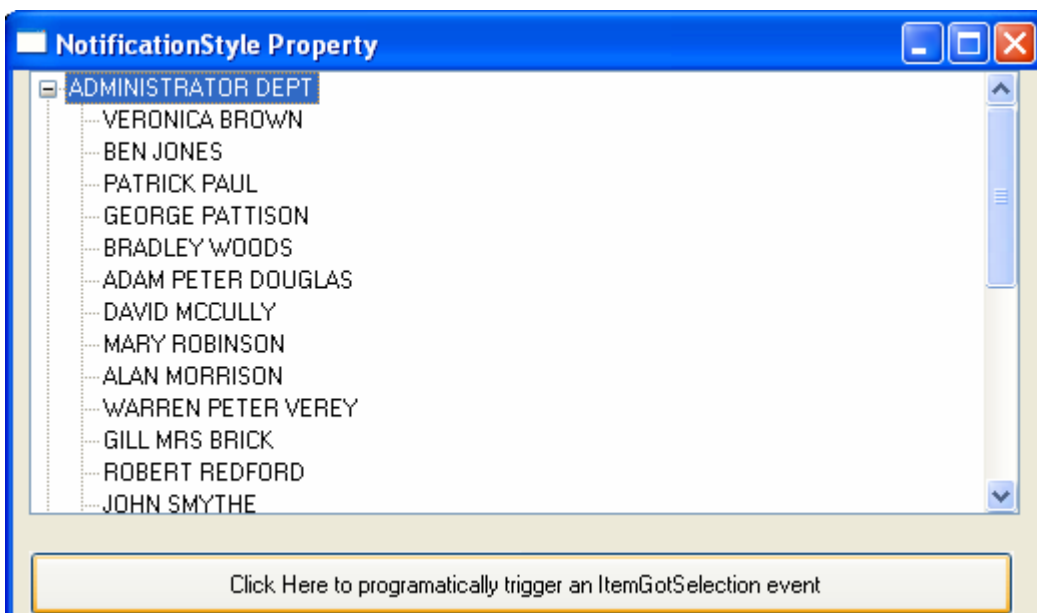 NotificationStyle Property
ADMINISTRATOR DEPT
VERONICA BROWN
BEN JONES
PATRICK PAUL
GEORGE PATTISON
BRADLEY WOODS
ADAM PETER DOUGLAS
DAVID MCCULLY
MARY ROBINSON
ALAN MORRISON
WARREN PETER VEREY
GILL MRS BRICK
ROBERT REDFORD
JOHN SMYTHE
Click Here to programatically trigger an ItemGotSelection event